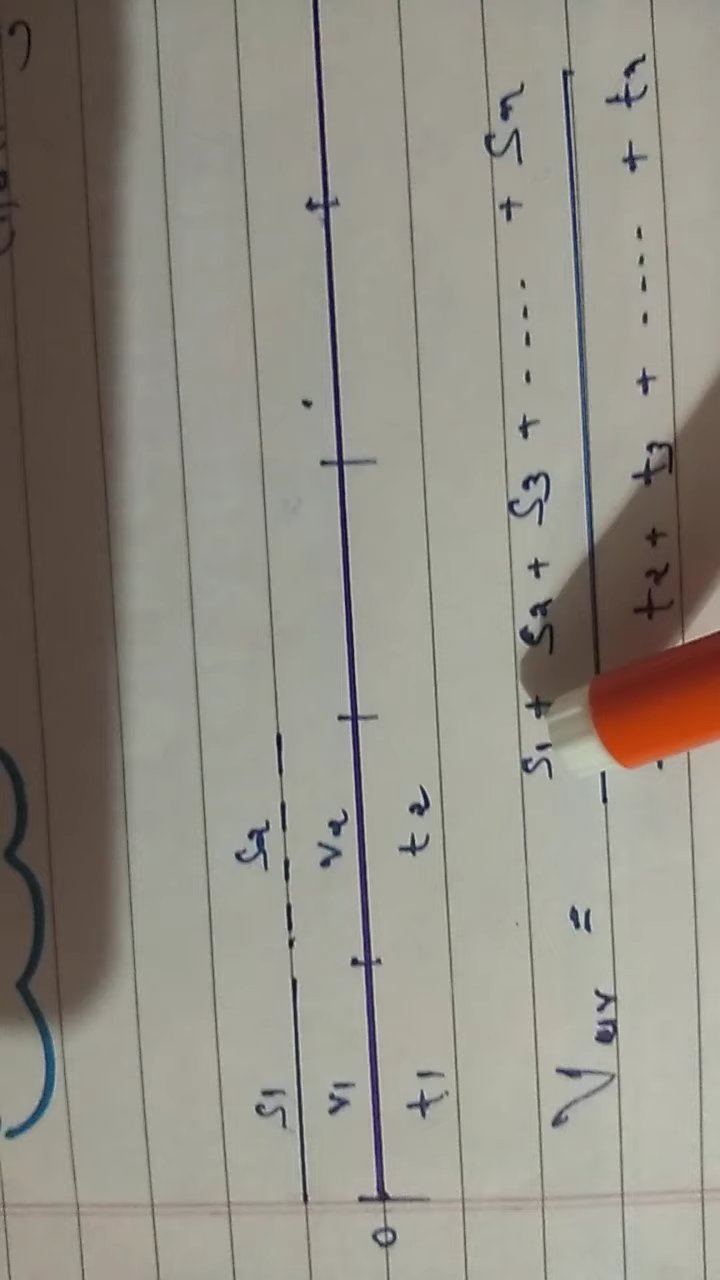 S1 S2
V1 V2
0
t1 t2
S1 + S2 + S3 + ---- + Sn
Vav =
t2 + t3 + ---- + tn